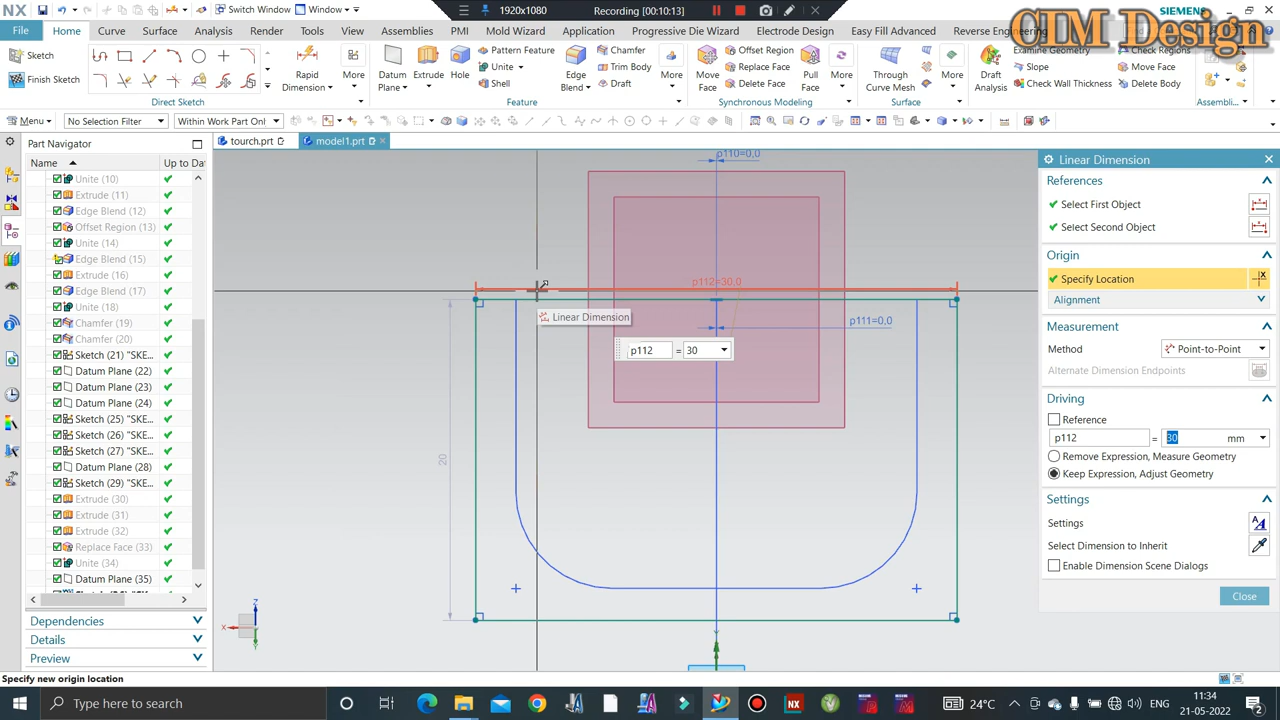 NX
Switch Window
Window
1920x1080
Recording [00:10:13]
SIEMENS
CIM Design
File
Home
Curve
Surface
Analysis
Render
Tools
Assemblies
PMI
Mold Wizard
Application
Progressive Die Wizard
Electrode Design
Easy Fill Advanced
Reverse Engineering
Sketch
Finish Sketch
Direct Sketch
Rapid
Dimension
More
Datum
Plane
Extrude
Hole
Pattern Feature
Unite
Shell
Edge
Blend
Chamfer
Trim Body
Draft
More
Feature
Move
Face
Offset Region
Replace Face
Delete Face
Pull
Face
More
Synchronous Modeling
Through
Curve Mesh
More
Surface
Draft
Analysis
Examine Geometry
Slope
Check Wall Thickness
Check Regions
Move Face
Delete Body
Assembli...
Menu
No Selection Filter
Within Work Part Only
Part Navigator
tourch.prt
model1.prt
Name
Up to Dat
Unite (10)
Extrude (11)
Edge Blend (12)
Offset Region (13)
Unite (14)
Edge Blend (15)
Extrude (16)
Edge Blend (17)
Unite (18)
Chamfer (19)
Chamfer (20)
Sketch (21) "SKE...
Datum Plane (22)
Datum Plane (23)
Datum Plane (24)
Sketch (25) "SKE...
Sketch (26) "SKE...
Sketch (27) "SKE...
Datum Plane (28)
Sketch (29) "SKE...
Extrude (30)
Extrude (31)
Extrude (32)
Replace Face (33)
Unite (34)
Datum Plane (35)
Dependencies
Details
Preview
p110=0,0
p112=30,0
Linear Dimension
p111=0,0
p112 = 30
20
Z
X
Y
Linear Dimension
References
Select First Object
Select Second Object
Origin
Specify Location
Alignment
Measurement
Method
Point-to-Point
Alternate Dimension Endpoints
Driving
Reference
p112 = 30 mm
Remove Expression, Measure Geometry
Keep Expression, Adjust Geometry
Settings
Settings
Select Dimension to Inherit
Enable Dimension Scene Dialogs
Close
Specify new origin location
Type here to search
24°C
11:34
21-05-2022